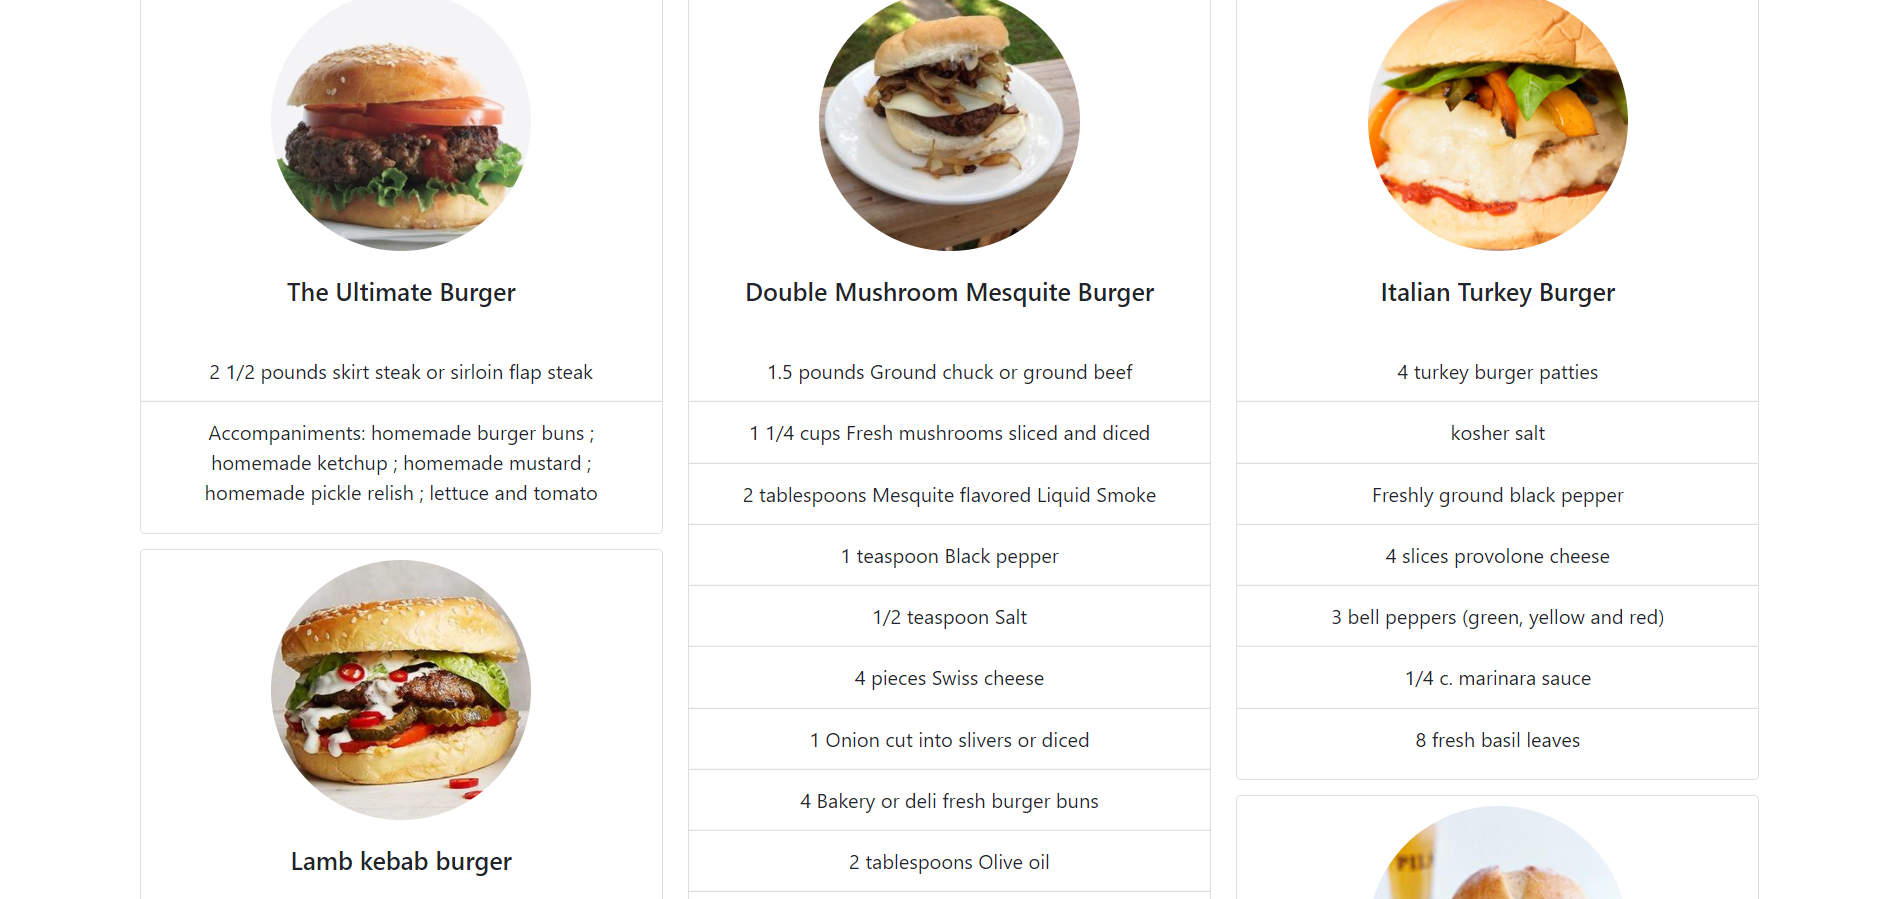 The Ultimate Burger
2 1/2 pounds skirt steak or sirloin flap steak
Accompaniments: homemade burger buns ;
homemade ketchup ; homemade mustard ;
homemade pickle relish ; lettuce and tomato
Lamb kebab burger
Double Mushroom Mesquite Burger
1.5 pounds Ground chuck or ground beef
1 1/4 cups Fresh mushrooms sliced and diced
2 tablespoons Mesquite flavored Liquid Smoke
1 teaspoon Black pepper
1/2 teaspoon Salt
4 pieces Swiss cheese
1 Onion cut into slivers or diced
4 Bakery or deli fresh burger buns
2 tablespoons Olive oil
Italian Turkey Burger
4 turkey burger patties
kosher salt
Freshly ground black pepper
4 slices provolone cheese
3 bell peppers (green, yellow and red)
1/4 c. marinara sauce
8 fresh basil leaves